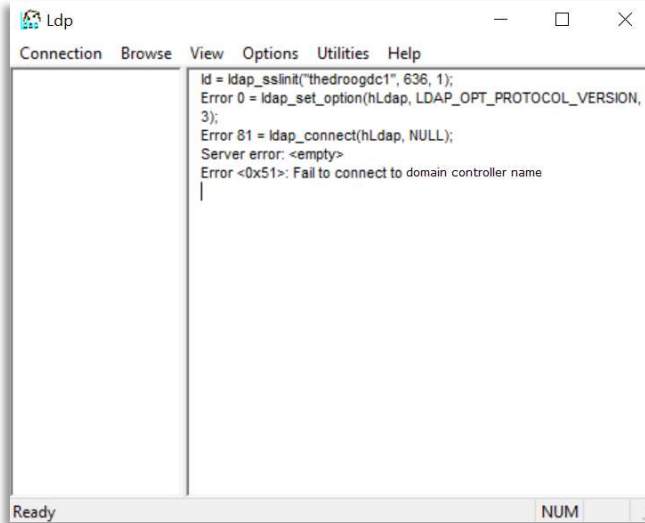 Ldp
Connection Browse View Options Utilities Help
ld = ldap_sslinit("thedroogdc1", 636, 1);
Error 0 = ldap_set_option(hLdap, LDAP_OPT_PROTOCOL_VERSION,
3);
Error 81 = ldap_connect(hLdap, NULL);
Server error: <empty>
Error <0x51>: Fail to connect to domain controller name
Ready NUM